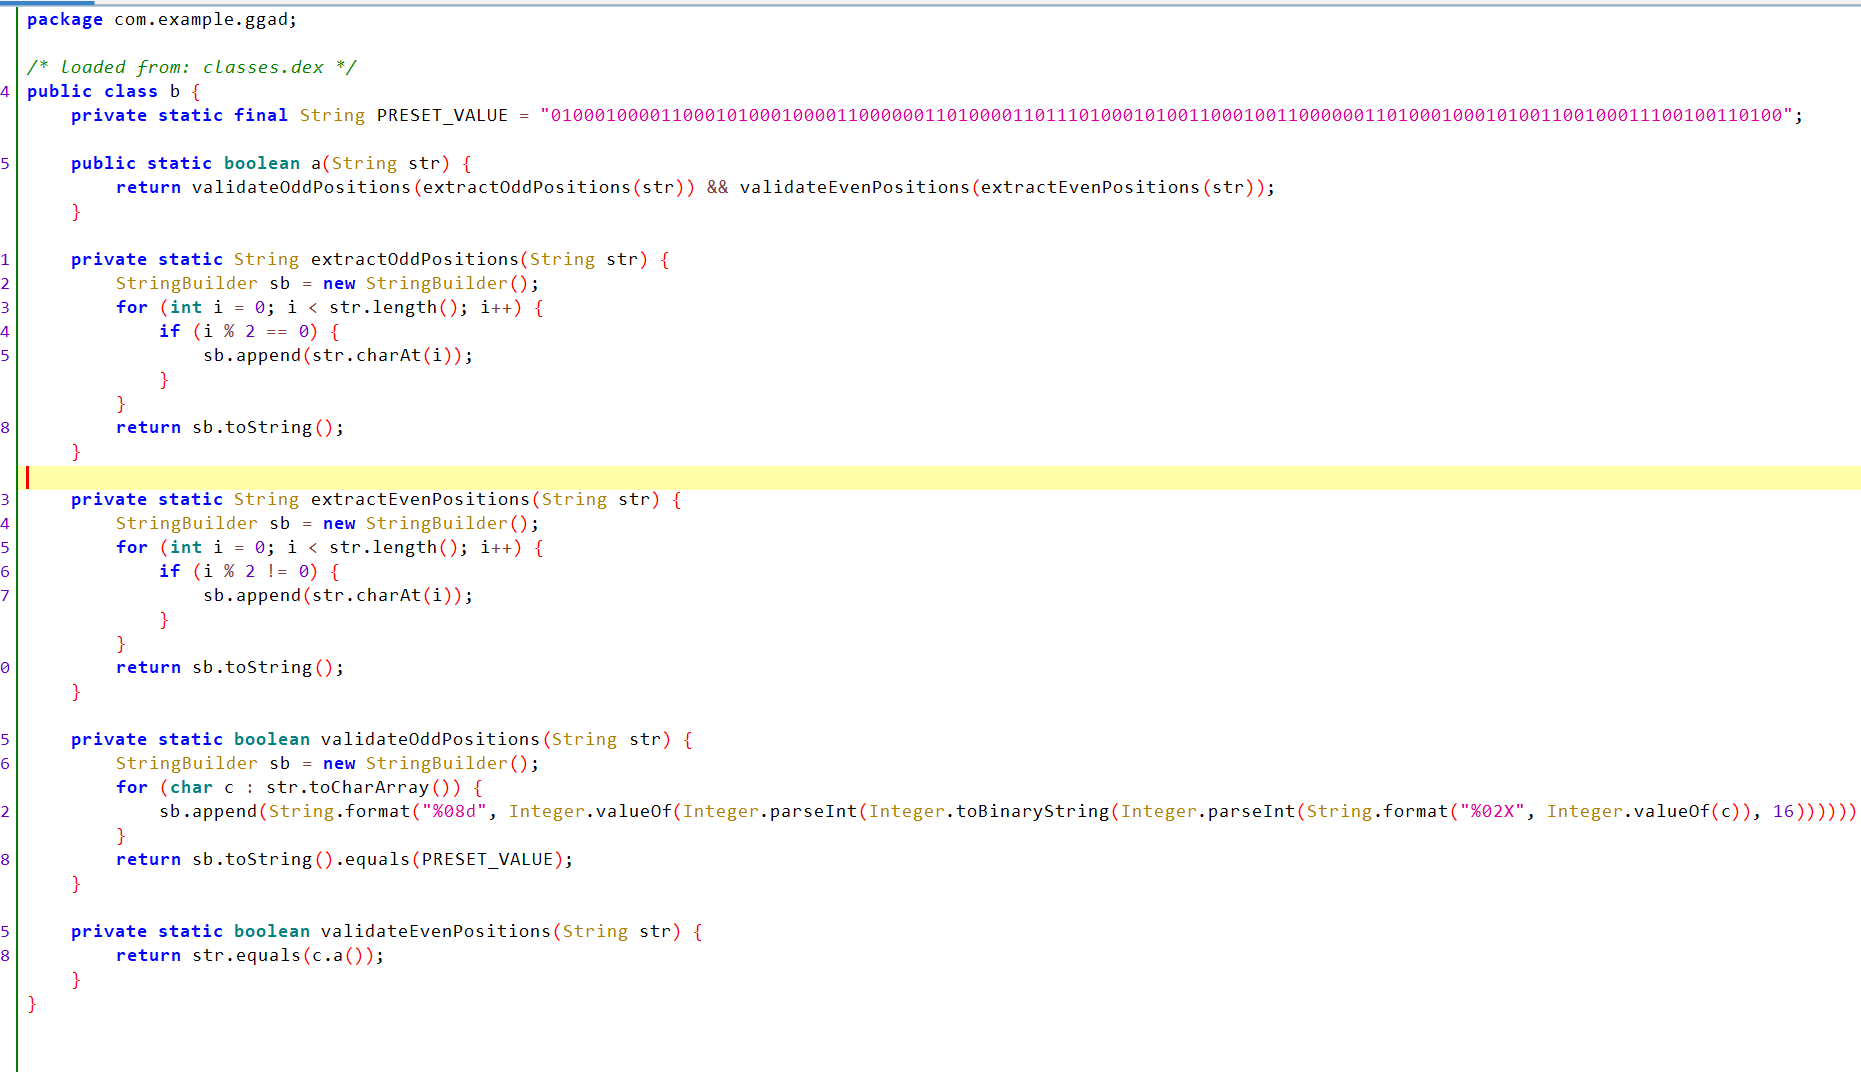 package com.example.ggad;
/* loaded from: classes.dex */
4 public class b {
private static final String PRESET_VALUE = "0100010000110001010001000011000000110100001101110100010100110001001100000011010001000101001100100011100100110100";
5 public static boolean a(String str) {
return validateOddPositions(extractOddPositions(str)) && validateEvenPositions(extractEvenPositions(str));
}
1 private static String extractOddPositions(String str) {
2 StringBuilder sb = new StringBuilder();
3 for (int i = 0; i < str.length(); i++) {
4 if (i % 2 == 0) {
5 sb.append(str.charAt(i));
}
}
8 return sb.toString();
}
3 private static String extractEvenPositions(String str) {
4 StringBuilder sb = new StringBuilder();
5 for (int i = 0; i < str.length(); i++) {
6 if (i % 2 != 0) {
7 sb.append(str.charAt(i));
}
}
0 return sb.toString();
}
5 private static boolean validateOddPositions(String str) {
6 StringBuilder sb = new StringBuilder();
for (char c : str.toCharArray()) {
2 sb.append(String.format("%08d", Integer.valueOf(Integer.parseInt(Integer.toBinaryString(Integer.parseInt(String.format("%02X", Integer.valueOf(c)), 16))))))
}
8 return sb.toString().equals(PRESET_VALUE);
}
5 private static boolean validateEvenPositions(String str) {
8 return str.equals(c.a());
}
}